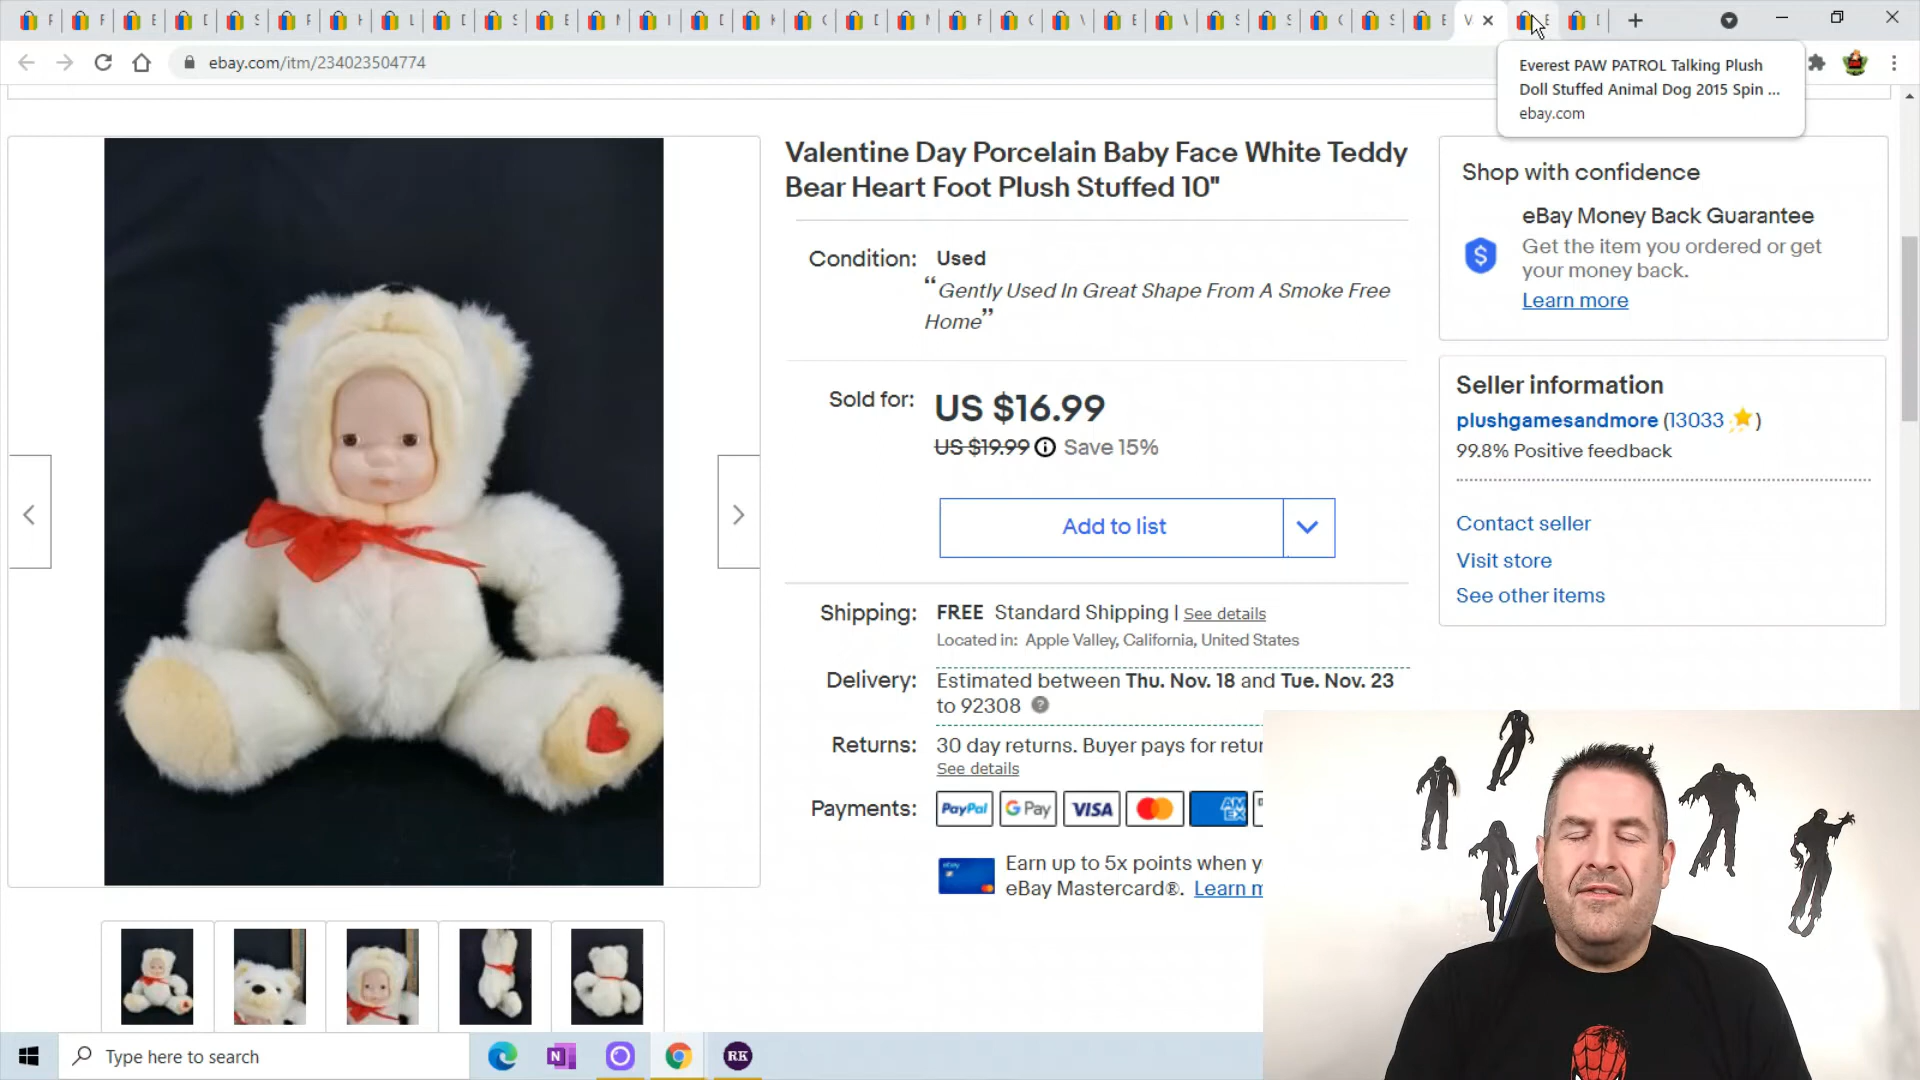 ebay.com/itm/234023504774
Everest PAW PATROL Talking Plush
Doll Stuffed Animal Dog 2015 Spin ...
ebay.com
Valentine Day Porcelain Baby Face White Teddy
Bear Heart Foot Plush Stuffed 10"
Condition: Used
“Gently Used In Great Shape From A Smoke Free
Home”
Sold for: US $16.99
US $19.99 Save 15%
Add to list
Shipping: FREE Standard Shipping | See details
Located in: Apple Valley, California, United States
Delivery: Estimated between Thu. Nov. 18 and Tue. Nov. 23
to 92308
Returns: 30 day returns. Buyer pays for retur
See details
Payments: PayPal G Pay VISA AM EX
Earn up to 5x points when y
eBay Mastercard®. Learn m
Shop with confidence
eBay Money Back Guarantee
Get the item you ordered or get
your money back.
Learn more
Seller information
plushgamesandmore (13033)
99.8% Positive feedback
Contact seller
Visit store
See other items
Type here to search
RK